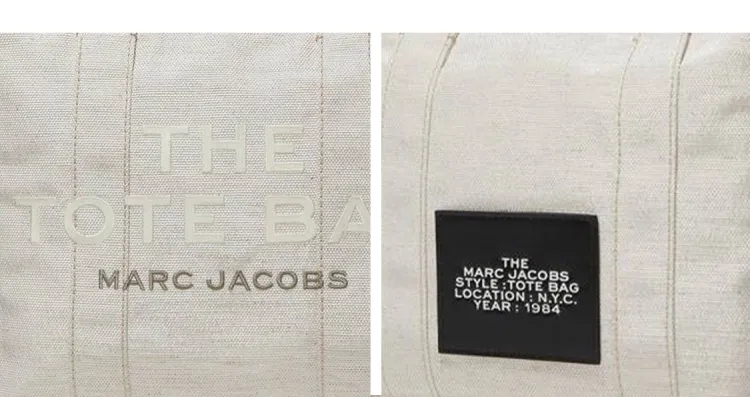 THE
TOTE BA
MARC JACOBS
THE
MARC JACOBS
STYLE : TOTE BAG
LOCATION : N.Y.C.
YEAR : 1984